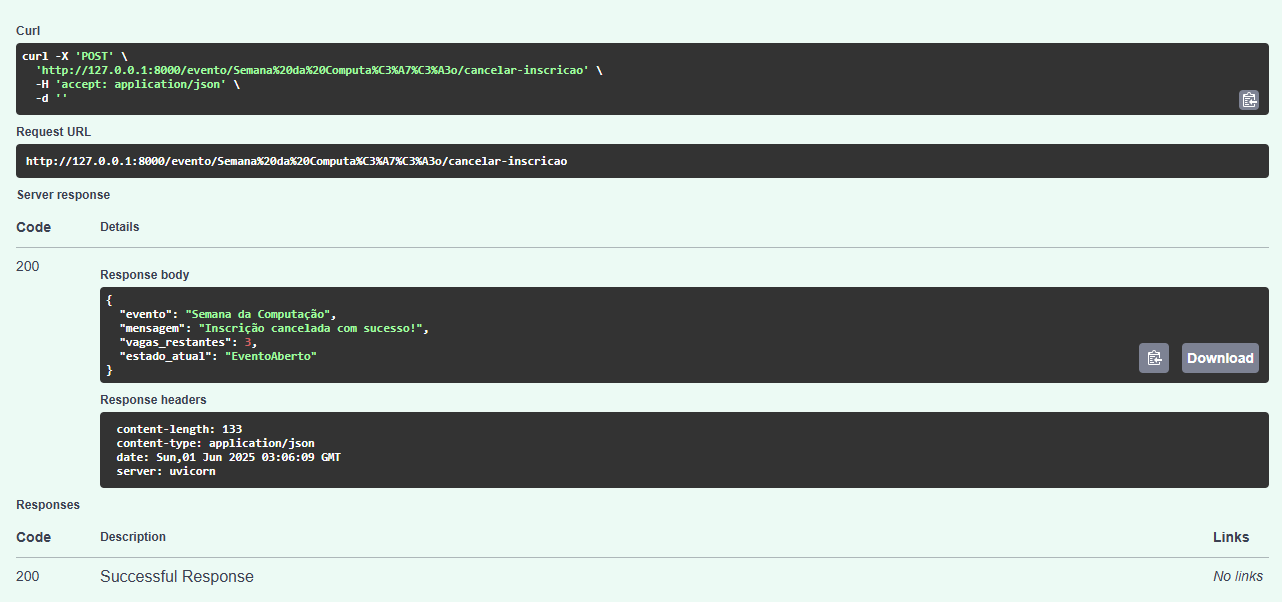 Curl
curl -X 'POST' \
  'http://127.0.0.1:8000/evento/Semana%20da%20Computa%C3%A7%C3%A3o/cancelar-inscricao' \
  -H 'accept: application/json' \
  -d ''
Request URL
http://127.0.0.1:8000/evento/Semana%20da%20Computa%C3%A7%C3%A3o/cancelar-inscricao
Server response
Code Details
200
Response body
{
  "evento": "Semana da Computação",
  "mensagem": "Inscrição cancelada com sucesso!",
  "vagas_restantes": 3,
  "estado_atual": "EventoAberto"
}
Download
Response headers
content-length: 133
content-type: application/json
date: Sun,01 Jun 2025 03:06:09 GMT
server: uvicorn
Responses
Code Description Links
200 Successful Response No links